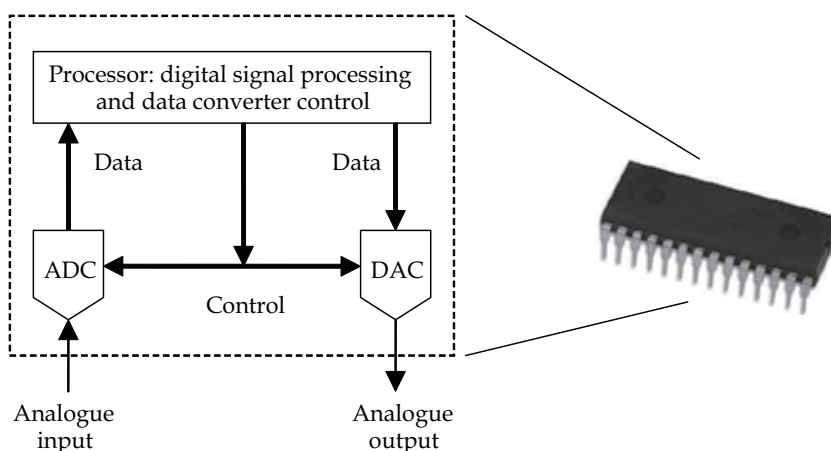 Processor: digital signal processing
and data converter control
Data
Data
ADC
DAC
Control
Analogue
input
Analogue
output